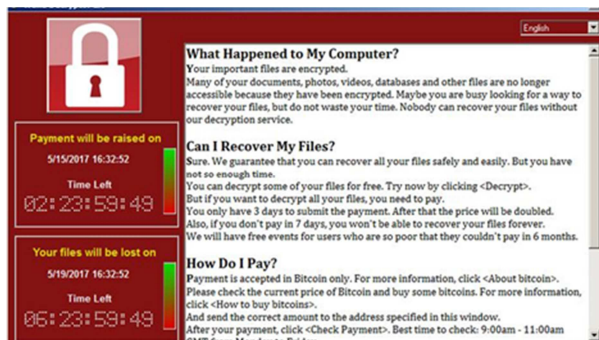 English
What Happened to My Computer?
Your important files are encrypted.
Many of your documents, photos, videos, databases and other files are no longer
accessible because they have been encrypted. Maybe you are busy looking for a way to
recover your files, but do not waste your time. Nobody can recover your files without
our decryption service.
Can I Recover My Files?
Sure. We guarantee that you can recover all your files safely and easily. But you have
not so enough time.
You can decrypt some of your files for free. Try now by clicking <Decrypt>.
But if you want to decrypt all your files, you need to pay.
You only have 3 days to submit the payment. After that the price will be doubled.
Also, if you don't pay in 7 days, you won't be able to recover your files forever.
We will have free events for users who are so poor that they couldn't pay in 6 months.
How Do I Pay?
Payment is accepted in Bitcoin only. For more information, click <About bitcoin>.
Please check the current price of Bitcoin and buy some bitcoins. For more information,
click <How to buy bitcoins>.
And send the correct amount to the address specified in this window.
After your payment, click <Check Payment>. Best time to check: 9:00am - 11:00am
Payment will be raised on
5/15/2017 16:32:52
Time Left
02:23:59:49
Your files will be lost on
5/19/2017 16:32:52
Time Left
06:23:59:49